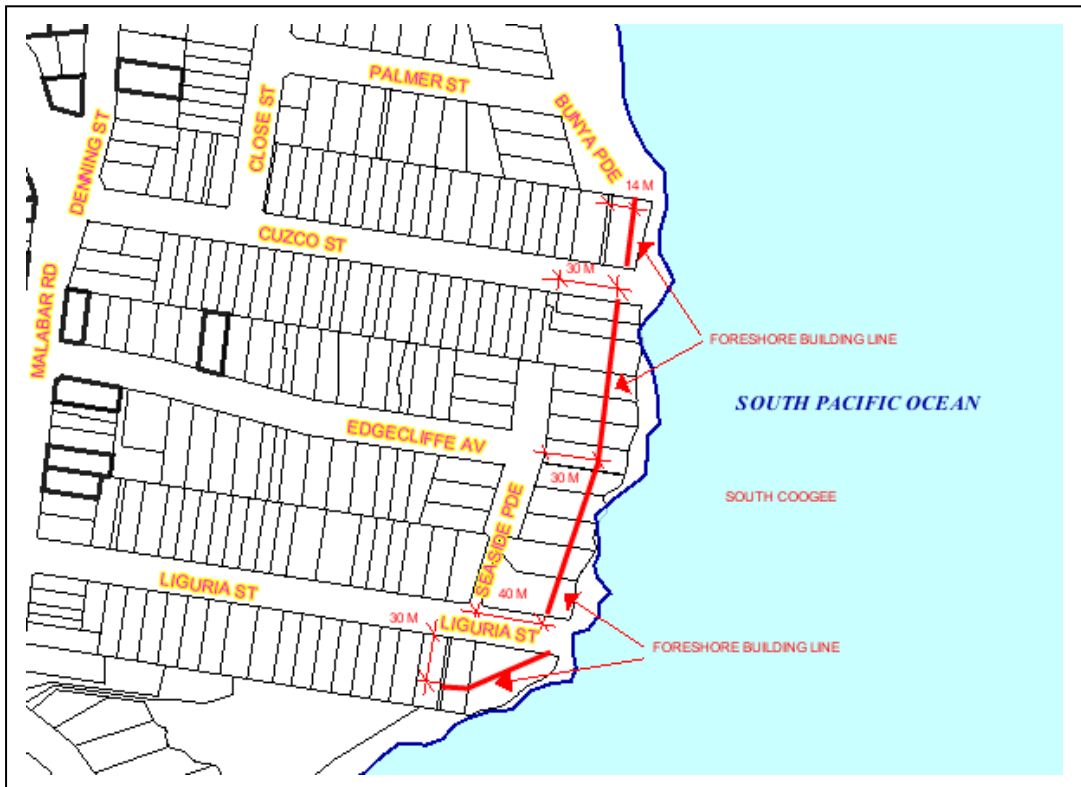 PALMER ST
CLOSE ST
BUNYA PDE
DENNING ST
14 M
CUZCO ST
30 M
MALABAR RD
FORESHORE BUILDING LINE
SOUTH PACIFIC OCEAN
EDGECLIFFE AV
30 M
SOUTH COOGEE
SEASIDE PDE
LIGURIA ST
40 M
30 M
LIGURIA ST
FORESHORE BUILDING LINE